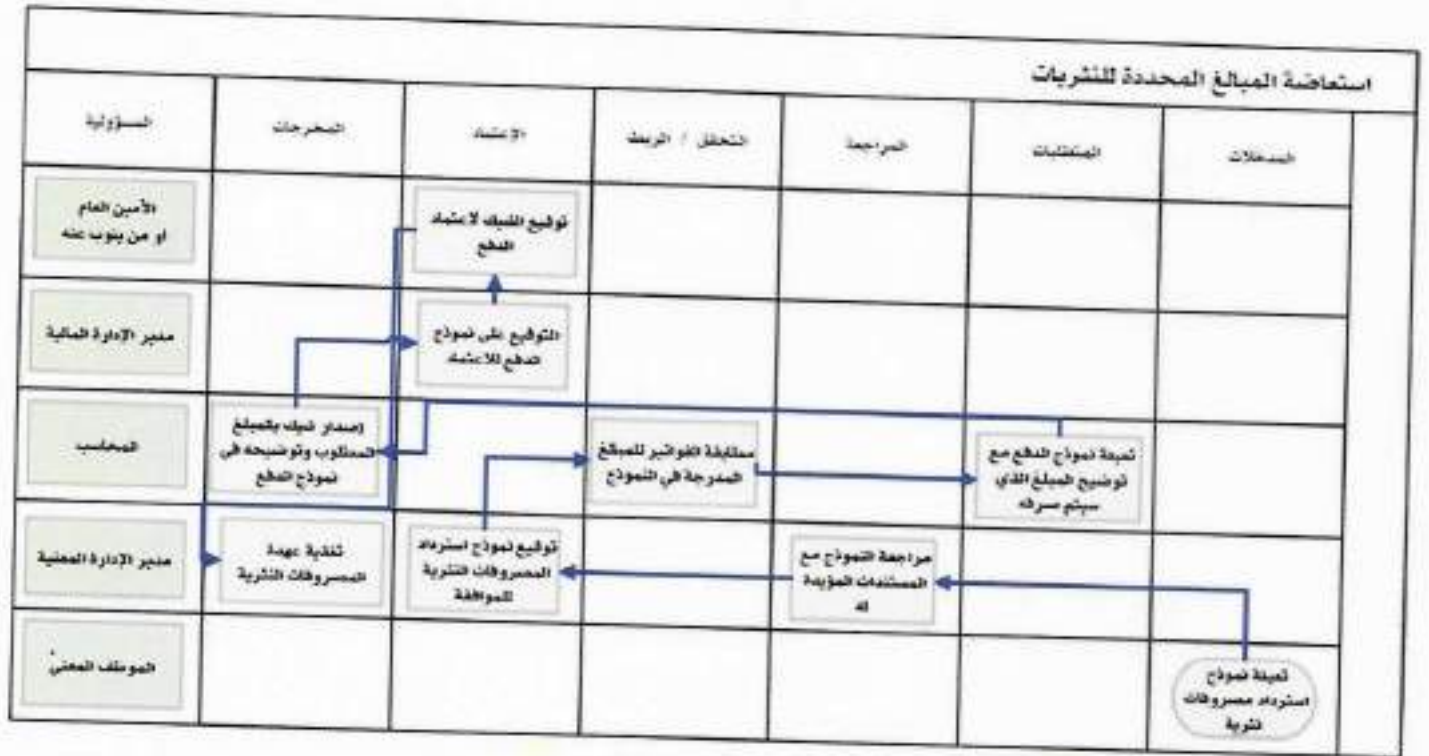 استعاضة المبالغ المحددة للنثريات
المدخلات
المتطلبات
المراجعة
التحقق / الربط
الإعتماد
المخرجات
المسؤولية
توقيع الشيك لاعتماد
الدفع
الأمين العام
او من ينوب عنه
التوقيع على نموذج
الدفع للاعتماد
مدير الإدارة المالية
تعبئة نموذج الدفع مع
توضيح المبلغ الذي
سيتم صرفه
مطابقة الفواتير للمبالغ
المدرجة في النموذج
إصدار شيك بالمبلغ
المطلوب وتوضيحه في
نموذج الدفع
المحاسب
مراجعة النموذج مع
المستندات المؤيدة
له
توقيع نموذج استرداد
المصروفات النثرية
للموافقة
تغذية عهدة
المصروفات النثرية
مدير الإدارة المعنية
تعبئة نموذج
استرداد مصروفات
نثرية
الموظف المعني